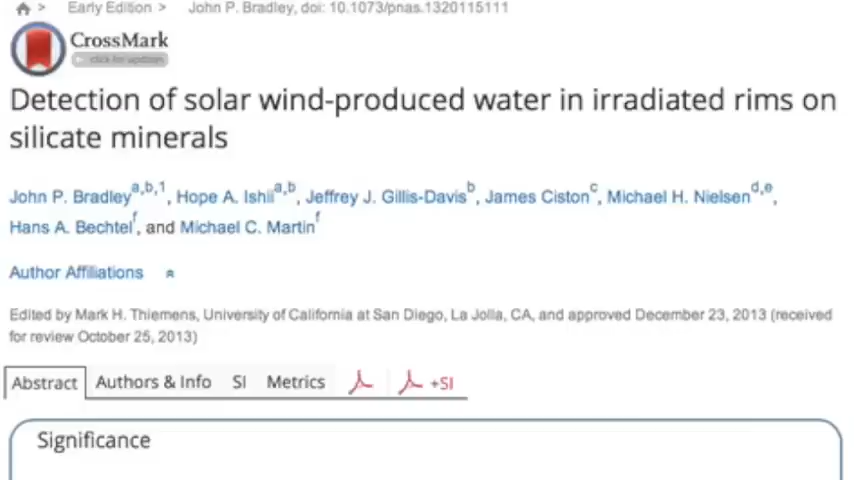 > Early Edition > John P. Bradley, doi: 10.1073/pnas.1320115111
CrossMark
click for updates
Detection of solar wind-produced water in irradiated rims on
silicate minerals
John P. Bradley^a,b,1, Hope A. Ishii^a,b, Jeffrey J. Gillis-Davis^b, James Ciston^c, Michael H. Nielsen^d,e,
Hans A. Bechtel^f, and Michael C. Martin^f
Author Affiliations
Edited by Mark H. Thiemens, University of California at San Diego, La Jolla, CA, and approved December 23, 2013 (received
for review October 25, 2013)
Abstract Authors & Info SI Metrics +SI
Significance